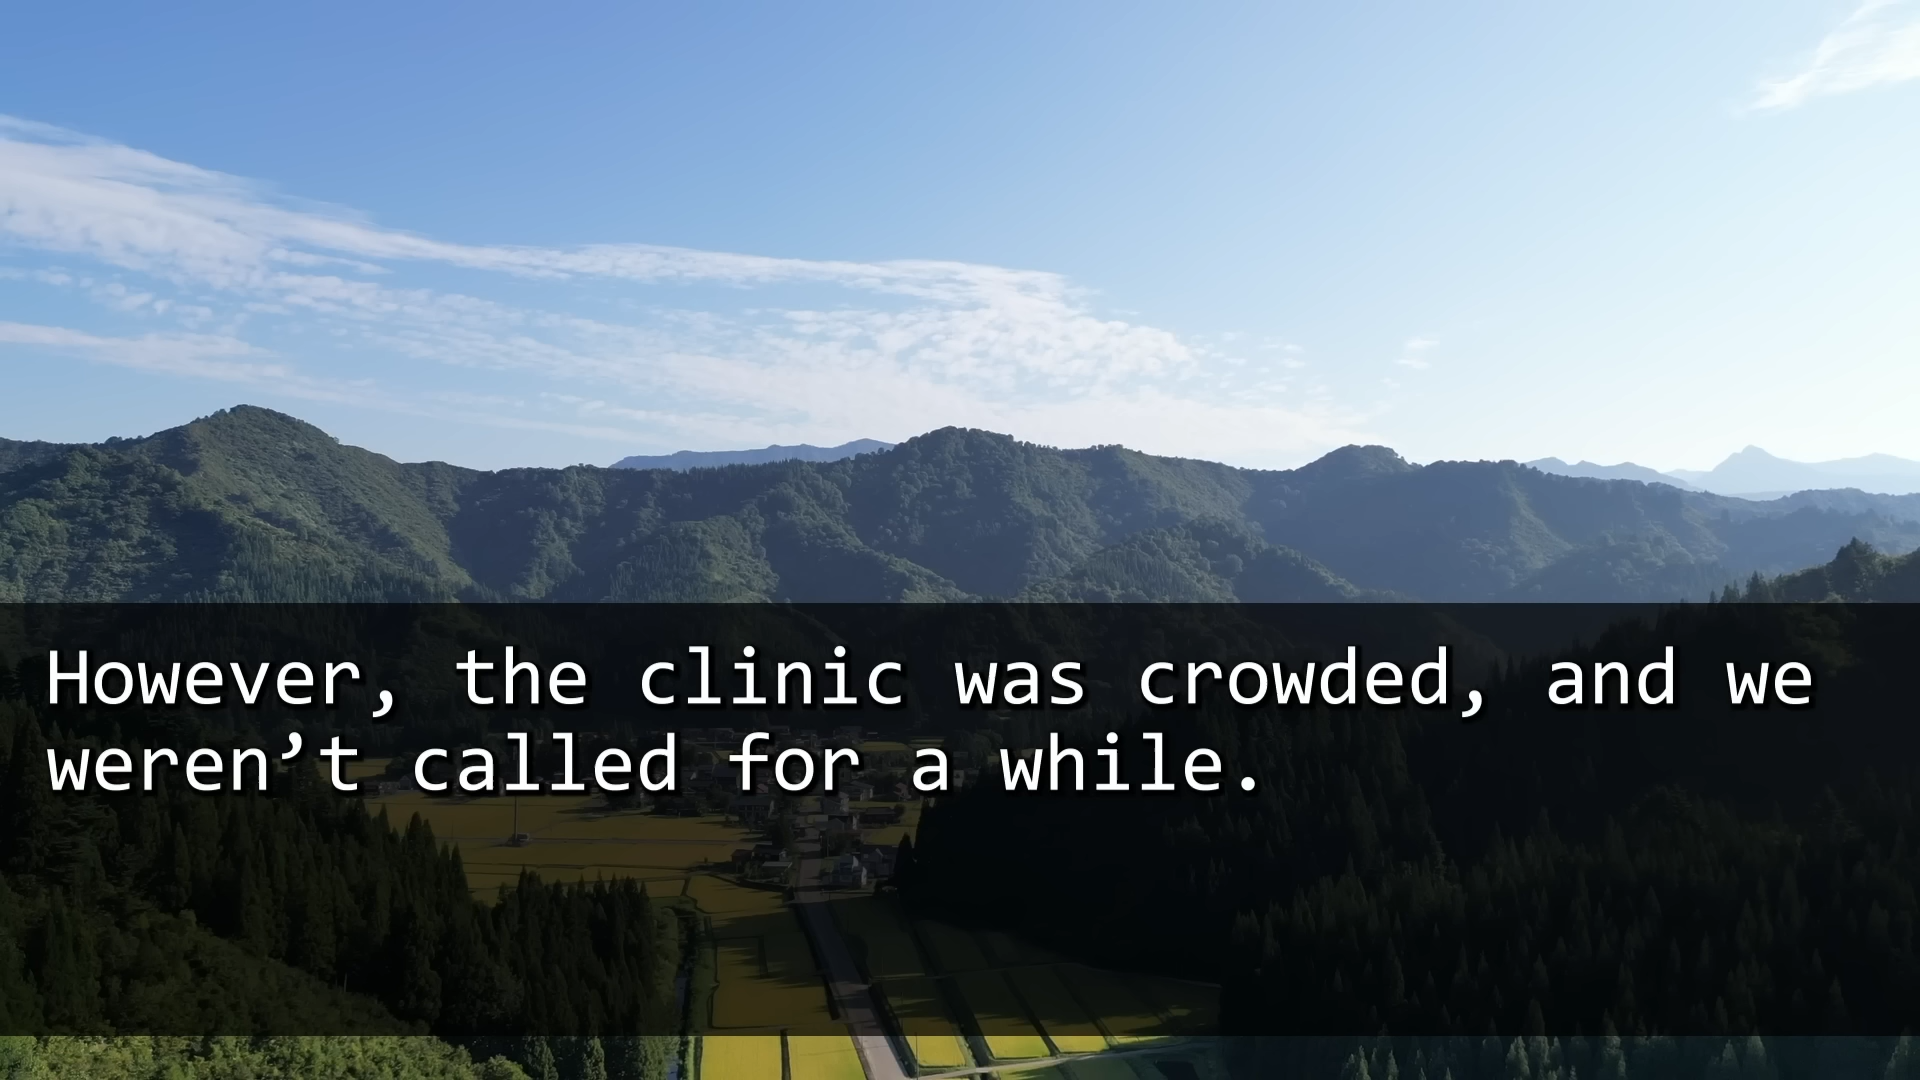 However, the clinic was crowded, and we
weren’t called for a while.